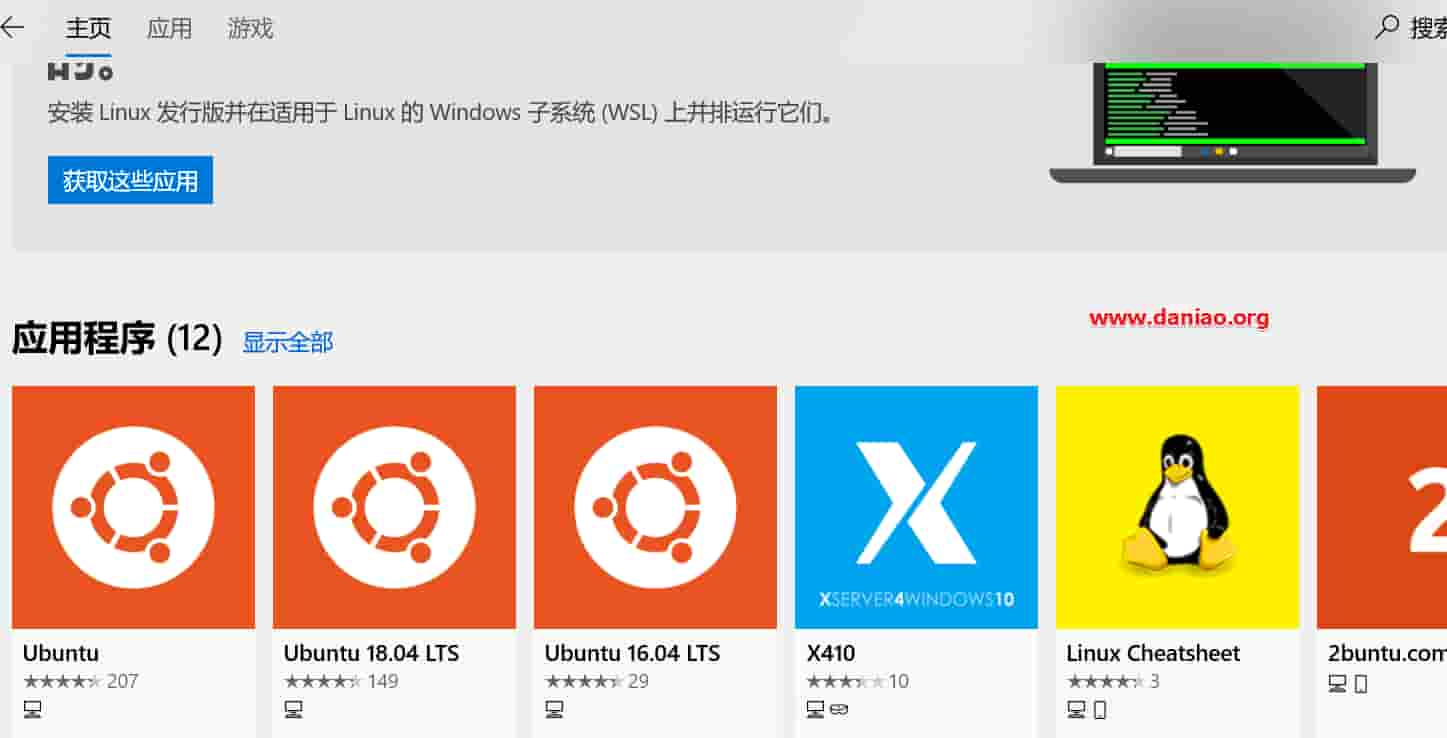 主页 应用 游戏 搜索
安装 Linux 发行版并在适用于 Linux 的 Windows 子系统 (WSL) 上并排运行它们。
获取这些应用
www.daniao.org
应用程序 (12) 显示全部
XSERVER4WINDOWS10
2
Ubuntu Ubuntu 18.04 LTS Ubuntu 16.04 LTS X410 Linux Cheatsheet 2buntu.com
207 149 29 10 3